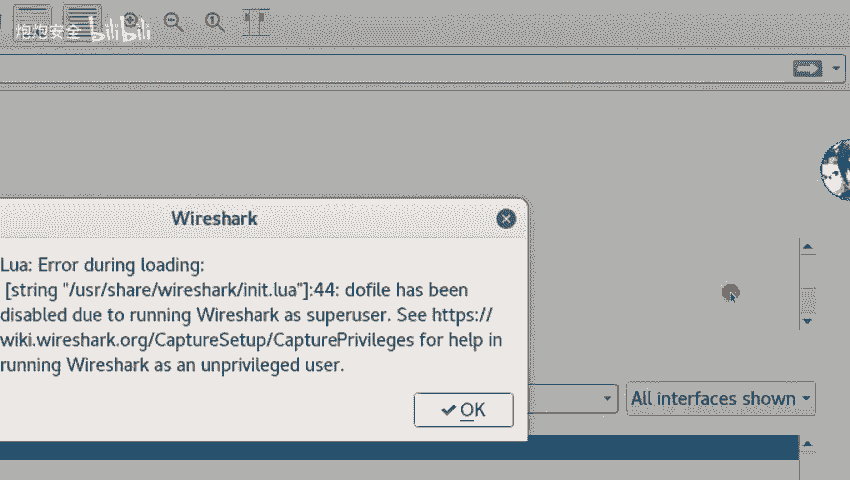 炮炮安全 bilibili
Wireshark
Lua: Error during loading:
[string "/usr/share/wireshark/init.lua"]:44: dofile has been
disabled due to running Wireshark as superuser. See https://
wiki.wireshark.org/CaptureSetup/CapturePrivileges for help in
running Wireshark as an unprivileged user.
OK
All interfaces shown